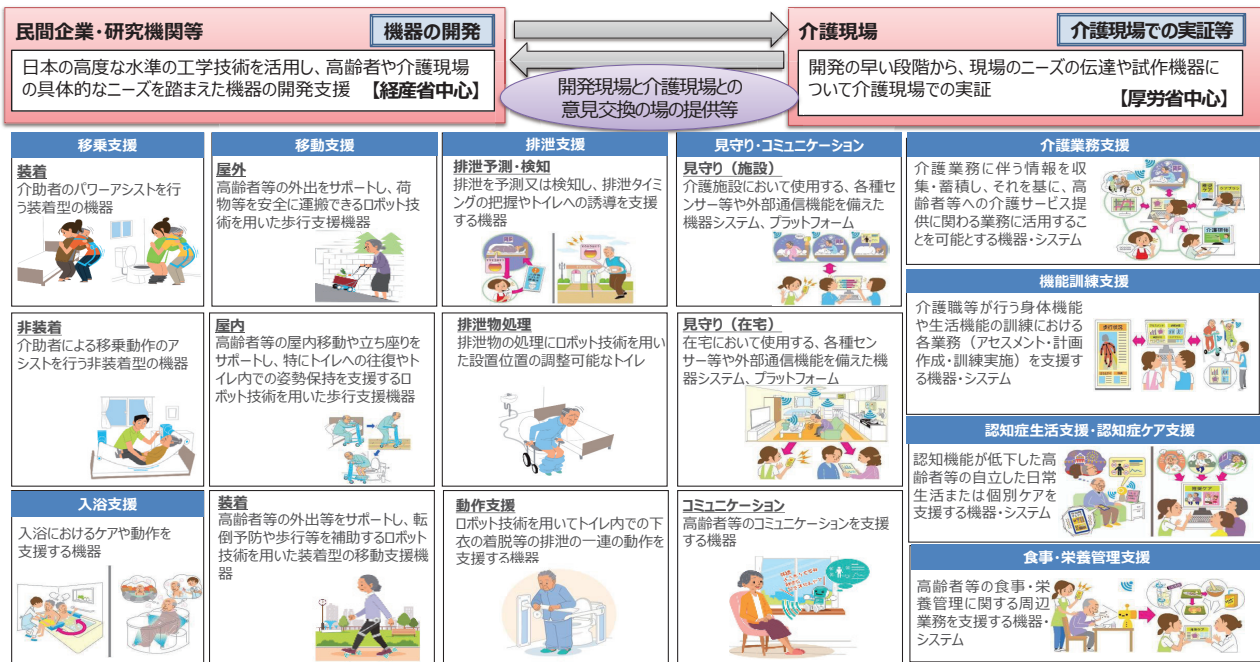 民間企業・研究機関等
機器の開発
日本の高度な水準の工学技術を活用し、高齢者や介護現場
の具体的なニーズを踏まえた機器の開発支援 【経産省中心】
開発現場と介護現場との
意見交換の場の提供等
介護現場
介護現場での実証等
開発の早い段階から、現場のニーズの伝達や試作機器に
ついて介護現場での実証
【厚労省中心】
移乗支援
装着
介助者のパワーアシストを行
う装着型の機器
非装着
介助者による移乗動作のア
シストを行う非装着型の機器
入浴支援
入浴におけるケアや動作を
支援する機器
移動支援
屋外
高齢者等の外出をサポートし、荷
物等を安全に運搬できるロボット技
術を用いた歩行支援機器
屋内
高齢者等の屋内移動や立ち座りを
サポートし、特にトイレへの往復やト
イレ内での姿勢保持を支援するロ
ボット技術を用いた歩行支援機器
装着
高齢者等の外出等をサポートし、転
倒予防や歩行等を補助するロボット
技術を用いた装着型の移動支援機
器
排泄支援
排泄予測・検知
排泄を予測又は検知し、排泄タイミ
ングの把握やトイレへの誘導を支援
する機器
排泄物処理
排泄物の処理にロボット技術を用い
た設置位置の調整可能なトイレ
動作支援
ロボット技術を用いてトイレ内での下
衣の着脱等の排泄の一連の動作を
支援する機器
見守り・コミュニケーション
見守り（施設）
介護施設において使用する、各種セ
ンサー等や外部通信機能を備えた
機器システム、プラットフォーム
見守り（在宅）
在宅において使用する、各種セン
サー等や外部通信機能を備えた機
器システム、プラットフォーム
コミュニケーション
高齢者等のコミュニケーションを支援
する機器
介護業務支援
介護業務に伴う情報を収
集・蓄積し、それを基に、高
齢者等への介護サービス提
供に関わる業務に活用するこ
とを可能とする機器・システム
介護情報
機能訓練支援
介護職等が行う身体機能
や生活機能の訓練における
各業務（アセスメント・計画
作成・訓練実施）を支援す
る機器・システム
認知症生活支援・認知症ケア支援
認知機能が低下した高
齢者等の自立した日常
生活または個別ケアを
支援する機器・システム
食事・栄養管理支援
高齢者等の食事・栄
養管理に関する周辺
業務を支援する機器・
システム